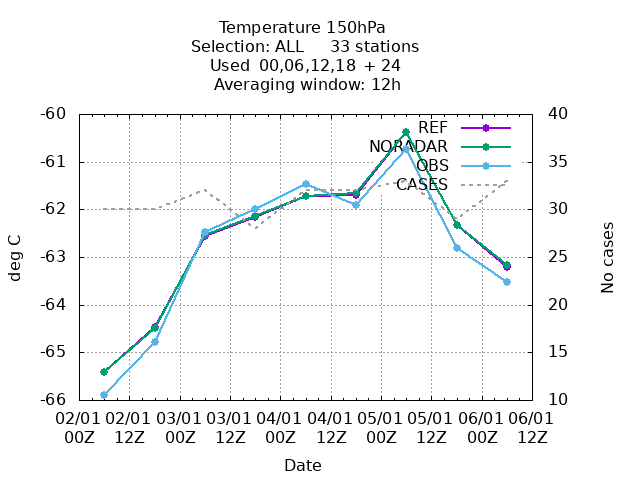 Temperature 150hPa
Selection: ALL     33 stations
Used  00,06,12,18 + 24
Averaging window: 12h
-60
-61
-62
-63
-64
-65
-66
40
35
30
25
20
15
10
REF
NORADAR
OBS
CASES
deg C
No cases
02/01 02/01 03/01 03/01 04/01 04/01 05/01 05/01 06/01 06/01
00Z 12Z 00Z 12Z 00Z 12Z 00Z 12Z 00Z 12Z
Date